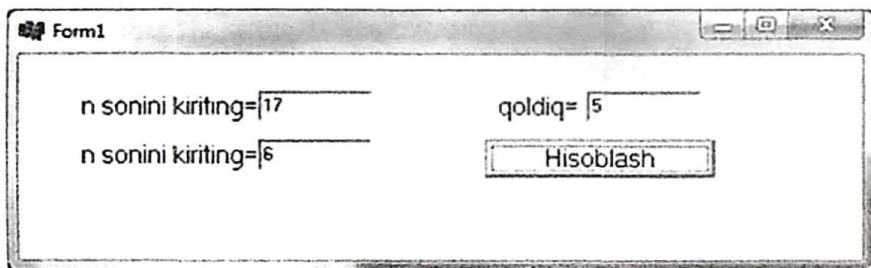 Form1
n sonini kiriting=17
qoldiq= 5
n sonini kiriting=6
Hisoblash